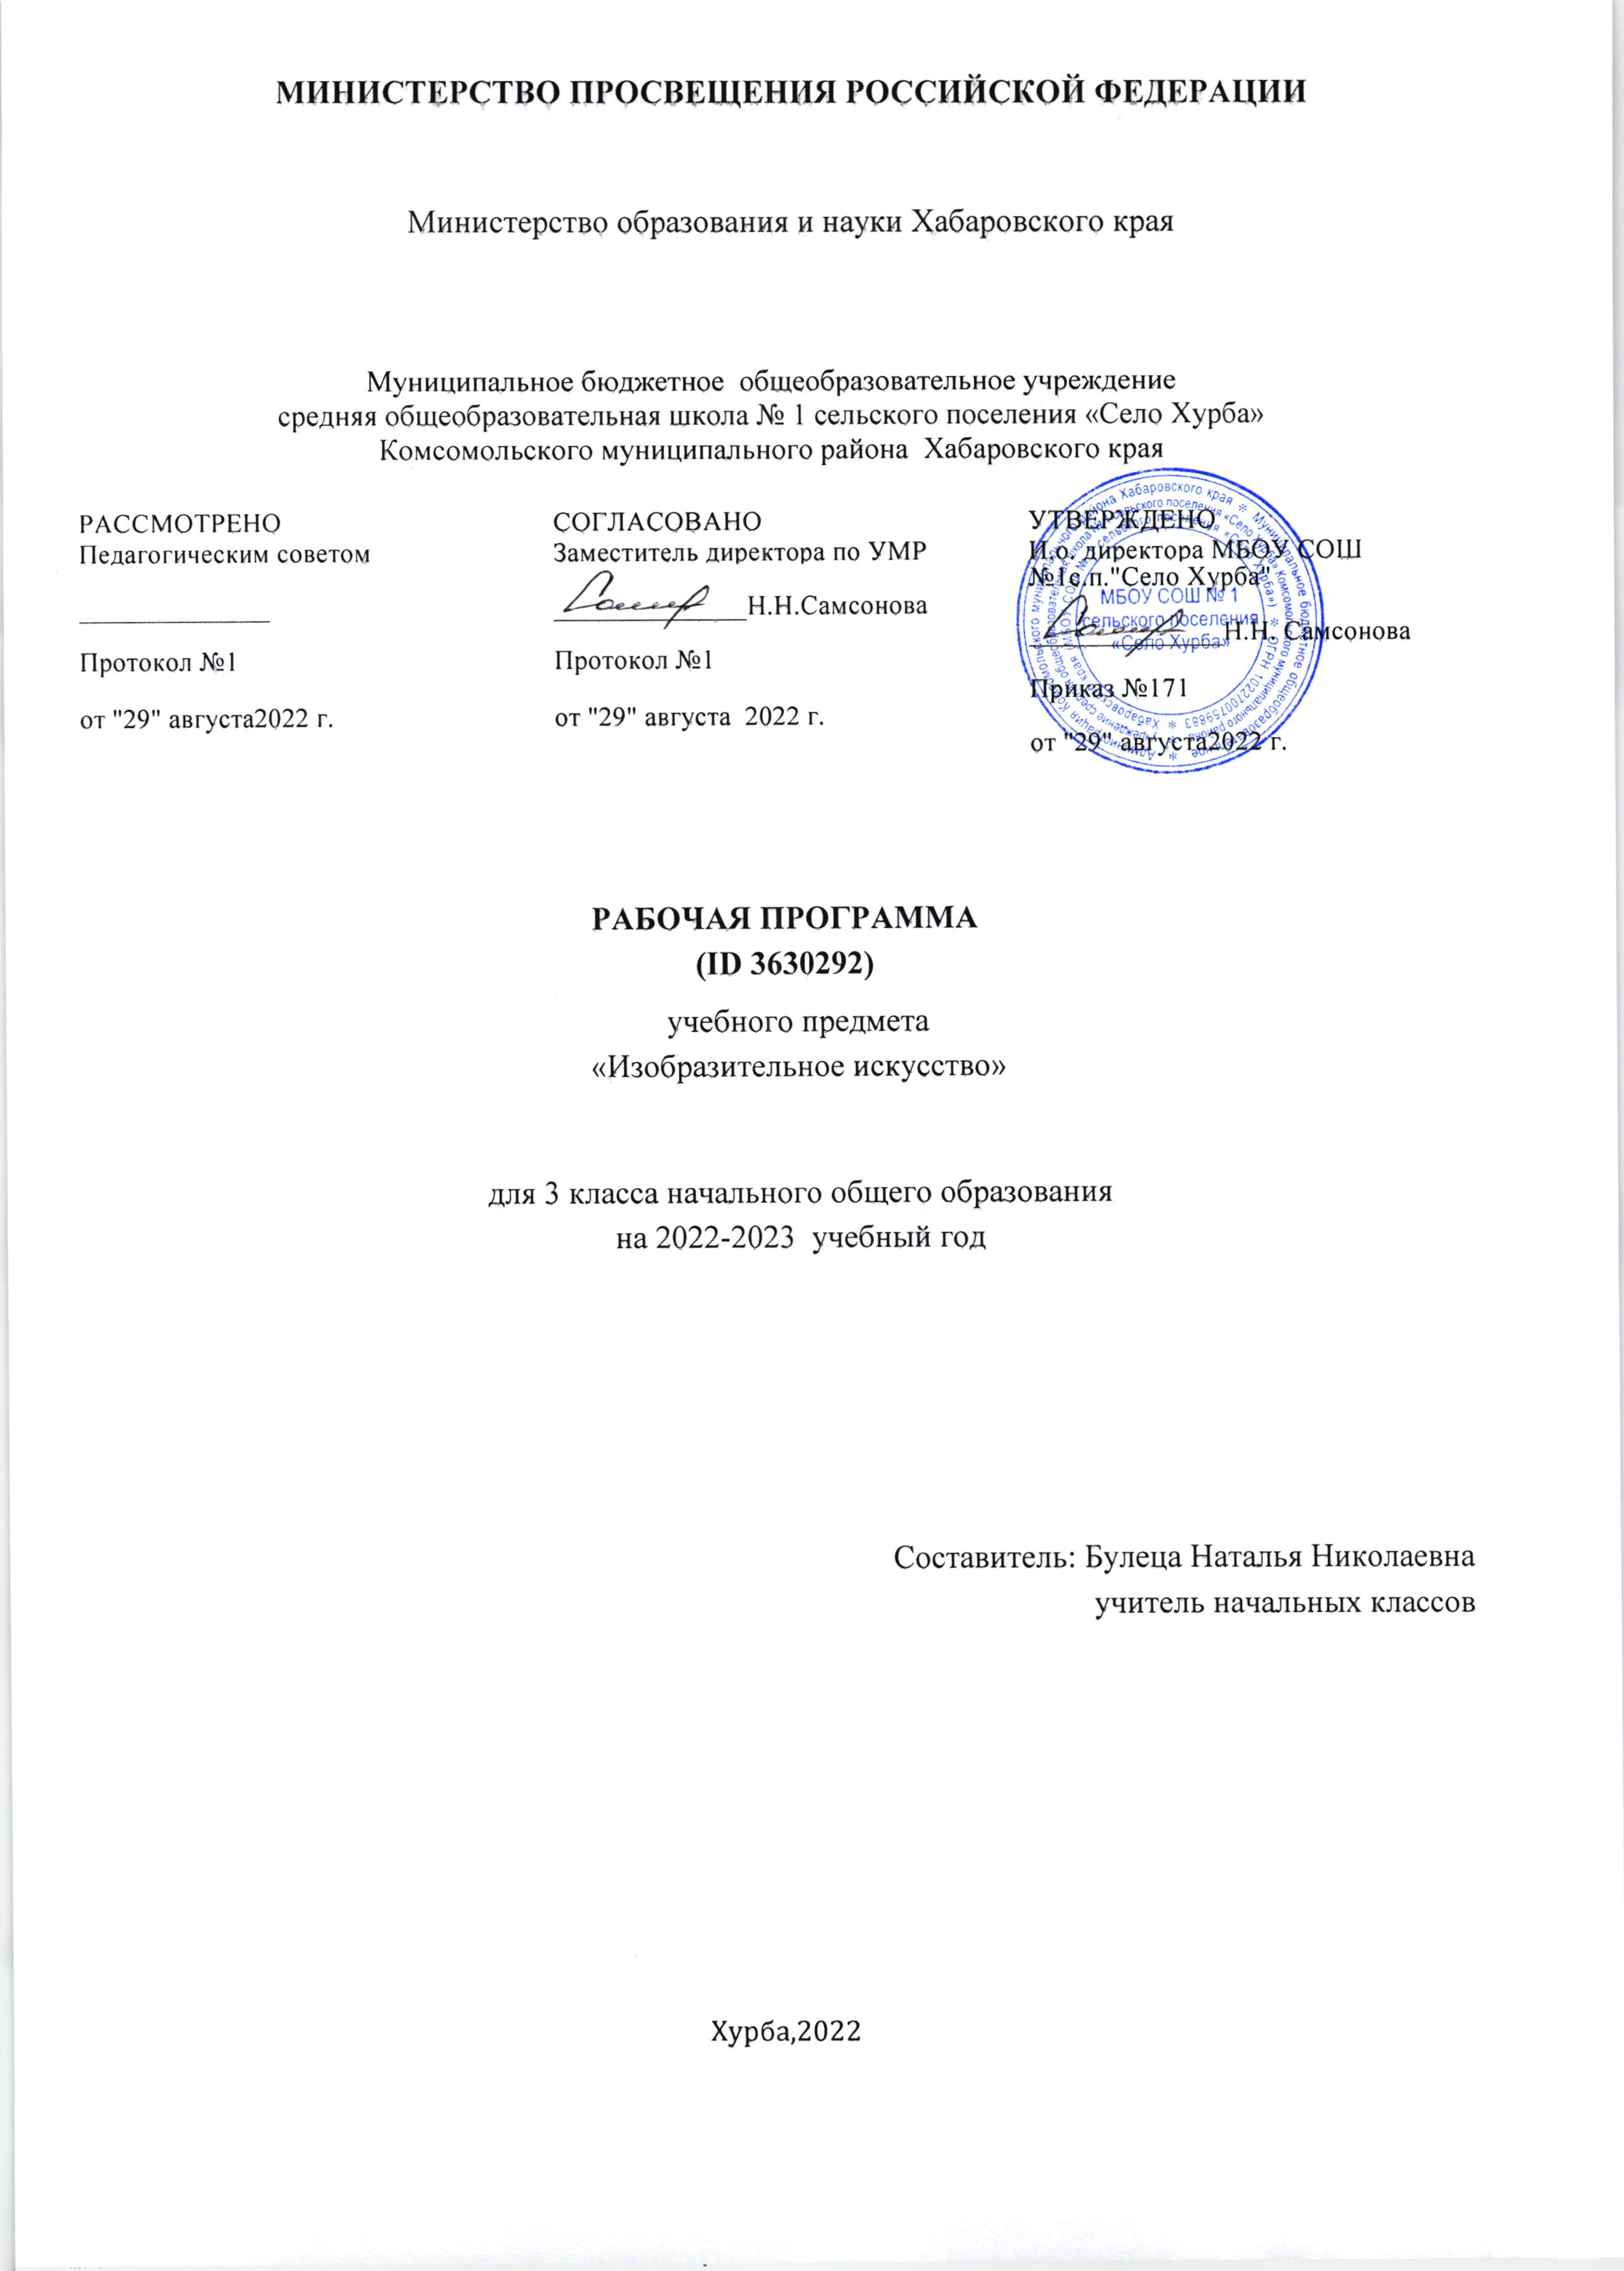 МИНИСТЕРСТВО ПРОСВЕЩЕНИЯ РОССИЙСКОЙ ФЕДЕРАЦИИ
Министерство образования и науки Хабаровского края
Муниципальное бюджетное общеобразовательное учреждение
средняя общеобразовательная школа № 1 сельского поселения «Село Хурба»
Комсомольского муниципального района Хабаровского края
РАССМОТРЕНО
Педагогическим советом
______________
Протокол №1
от "29" августа2022 г.
СОГЛАСОВАНО
Заместитель директора по УМР
______________Н.Н.Самсонова
Протокол №1
от "29" августа 2022 г.
УТВЕРЖДЕНО
И.о. директора МБОУ СОШ
№1с.п."Село Хурба"
______________Н.Н. Самсонова
Приказ №171
от "29" августа2022 г.
МБОУ СОШ № 1
сельского поселения
«Село Хурба»
ОГРН 1022700759883
РАБОЧАЯ ПРОГРАММА
(ID 3630292)
учебного предмета
«Изобразительное искусство»
для 3 класса начального общего образования
на 2022-2023 учебный год
Составитель: Булеца Наталья Николаевна
учитель начальных классов
Хурба,2022